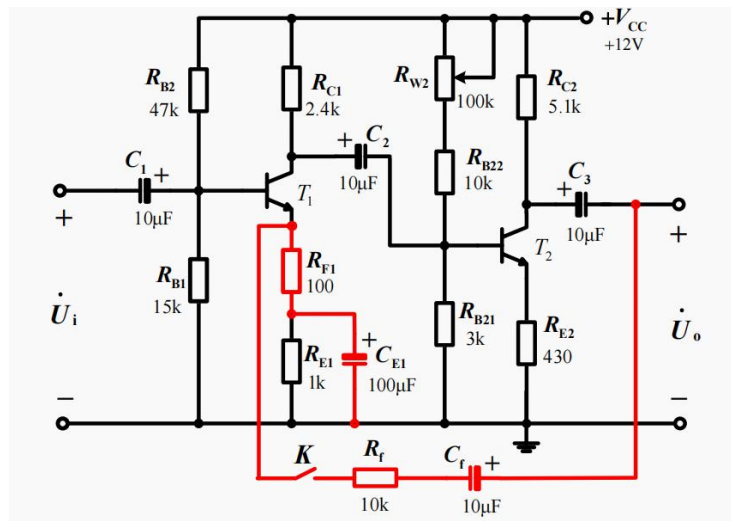 +VCC
+12V
RB2
47k
RC1
2.4k
RW2
100k
RC2
5.1k
C1
+
10μF
+
C2
10μF
RB22
10k
C3
+
10μF
T1
T2
+
+
RF1
100
RB1
15k
U̇i
RE1
1k
+
CE1
100μF
RB21
3k
RE2
430
U̇o
−
−
K
Rf
10k
Cf
+
10μF